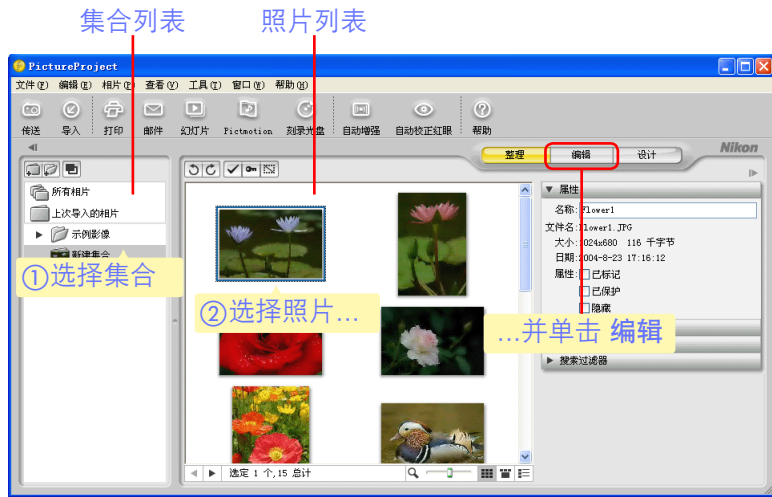 集合列表
照片列表
PictureProject
文件(F) 编辑(E) 相片(P) 查看(V) 工具(T) 窗口(W) 帮助(H)
传送 导入 打印 邮件 幻灯片 Pictmotion 刻录光盘 自动增强 自动校正红眼 帮助
整理 编辑 设计
Nikon
所有相片
上次导入的相片
示例影像
新建集合
①选择集合
②选择照片...
属性
名称: Flower1
文件名: Flower1.JPG
大小: 1024x680 116 千字节
日期: 2004-8-23 17:16:12
属性: 已标记
已保护
隐藏
...并单击 编辑
搜索过滤器
选定 1 个,15 总计